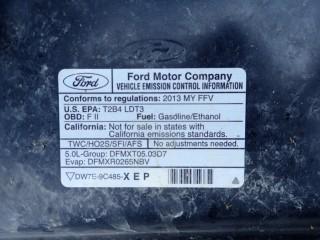 Ford
Ford Motor Company
VEHICLE EMISSION CONTROL INFORMATION
Conforms to regulations: 2013 MY FFV
U.S. EPA: T2B4 LDT3
OBD: F II Fuel: Gasoline/Ethanol
California: Not for sale in states with
California emissions standards.
TWC/HO2S/SFI/AFS No adjustments needed.
5.0L-Group: DFMXT05.03D7
Evap: DFMXR0265NBV
DW7E-9C485-XEP